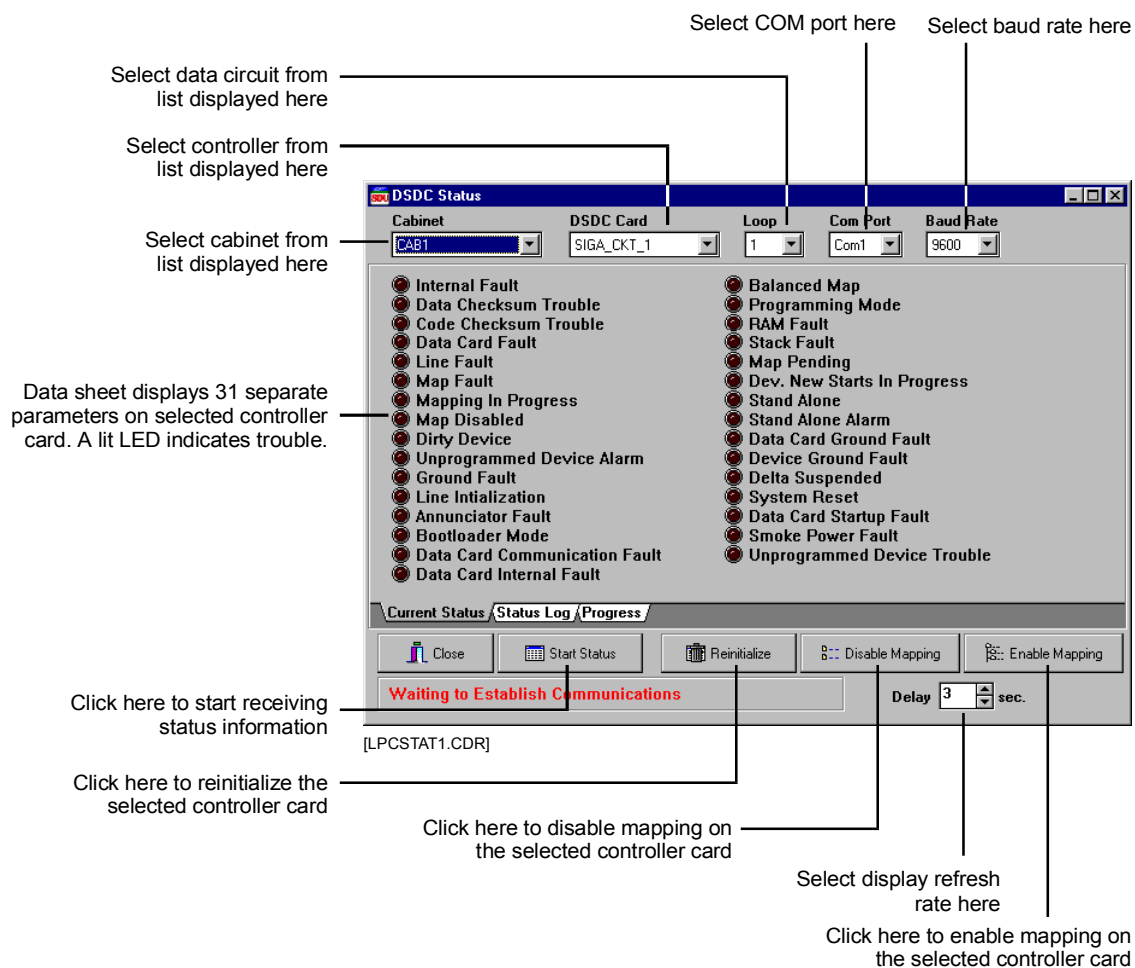 Select COM port here
Select baud rate here
Select data circuit from
list displayed here
Select controller from
list displayed here
Select cabinet from
list displayed here
SDU DSDC Status
Cabinet
DSDC Card
Loop
Com Port
Baud Rate
CAB1
SIGA_CKT_1
1
Com1
9600
Internal Fault
Data Checksum Trouble
Code Checksum Trouble
Data Card Fault
Line Fault
Map Fault
Mapping In Progress
Map Disabled
Dirty Device
Unprogrammed Device Alarm
Ground Fault
Line Intialization
Annunciator Fault
Bootloader Mode
Data Card Communication Fault
Data Card Internal Fault
Balanced Map
Programming Mode
RAM Fault
Stack Fault
Map Pending
Dev. New Starts In Progress
Stand Alone
Stand Alone Alarm
Data Card Ground Fault
Device Ground Fault
Delta Suspended
System Reset
Data Card Startup Fault
Smoke Power Fault
Unprogrammed Device Trouble
Data sheet displays 31 separate
parameters on selected controller
card. A lit LED indicates trouble.
Current Status
Status Log
Progress
Close
Start Status
Reinitialize
Disable Mapping
Enable Mapping
Waiting to Establish Communications
Delay 3 sec.
Click here to start receiving
status information
[LPCSTAT1.CDR]
Click here to reinitialize the
selected controller card
Click here to disable mapping on
the selected controller card
Select display refresh
rate here
Click here to enable mapping on
the selected controller card